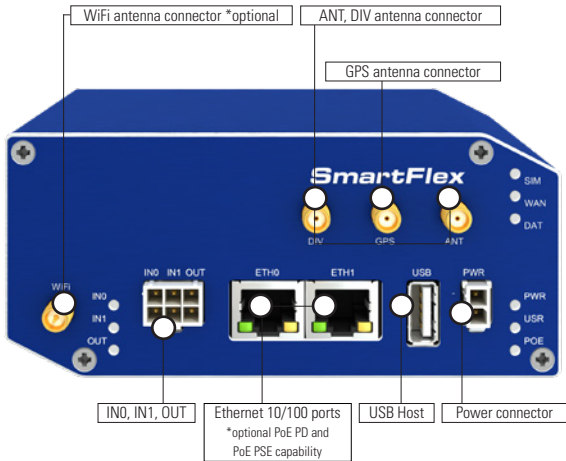 WiFi antenna connector *optional
ANT, DIV antenna connector
GPS antenna connector
SmartFlex
SIM
WAN
DAT
DIV
GPS
ANT
WiFi
IN0 IN1 OUT
ETH0
ETH1
USB
PWR
IN0
IN1
OUT
PWR
USR
POE
IN0, IN1, OUT
Ethernet 10/100 ports
*optional PoE PD and
PoE PSE capability
USB Host
Power connector